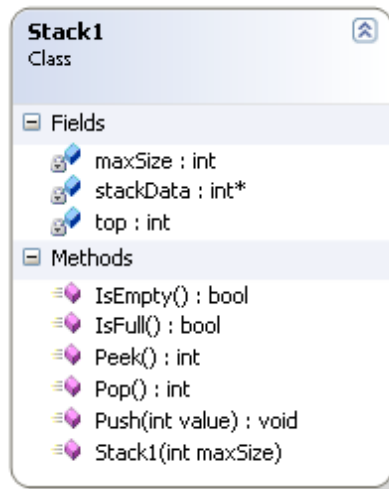 Stack1
Class
Fields
maxSize : int
stackData : int*
top : int
Methods
IsEmpty() : bool
IsFull() : bool
Peek() : int
Pop() : int
Push(int value) : void
Stack1(int maxSize)